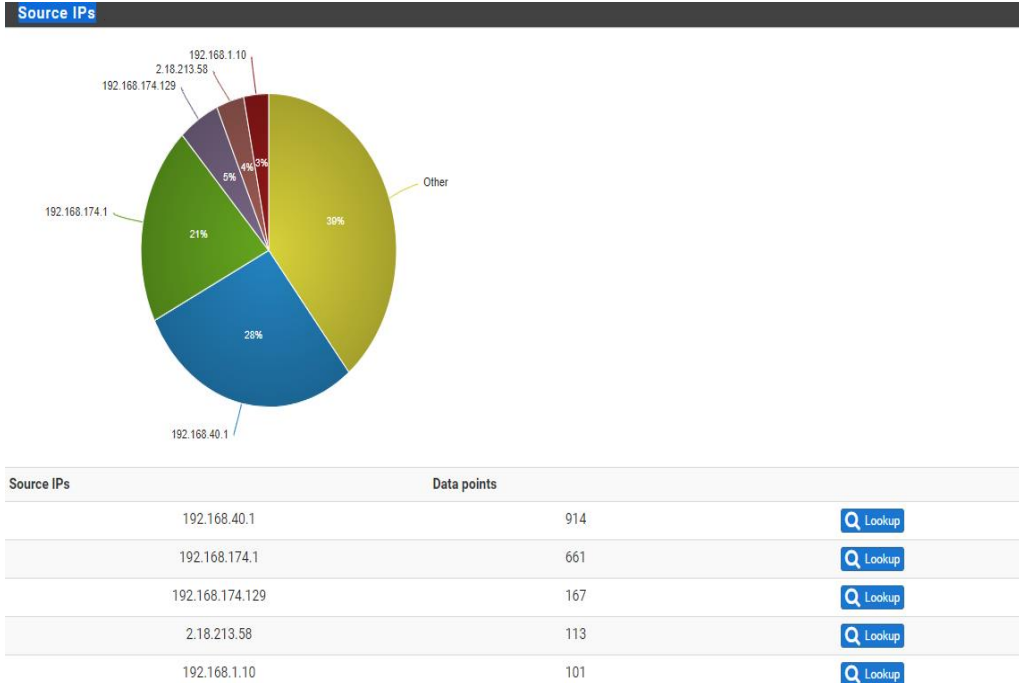 Source IPs
192.168.1.10
2.18.213.58
192.168.174.129
Other
192.168.174.1
3%
4%
5%
39%
21%
28%
192.168.40.1
Source IPs Data points
192.168.40.1 914 Lookup
192.168.174.1 661 Lookup
192.168.174.129 167 Lookup
2.18.213.58 113 Lookup
192.168.1.10 101 Lookup